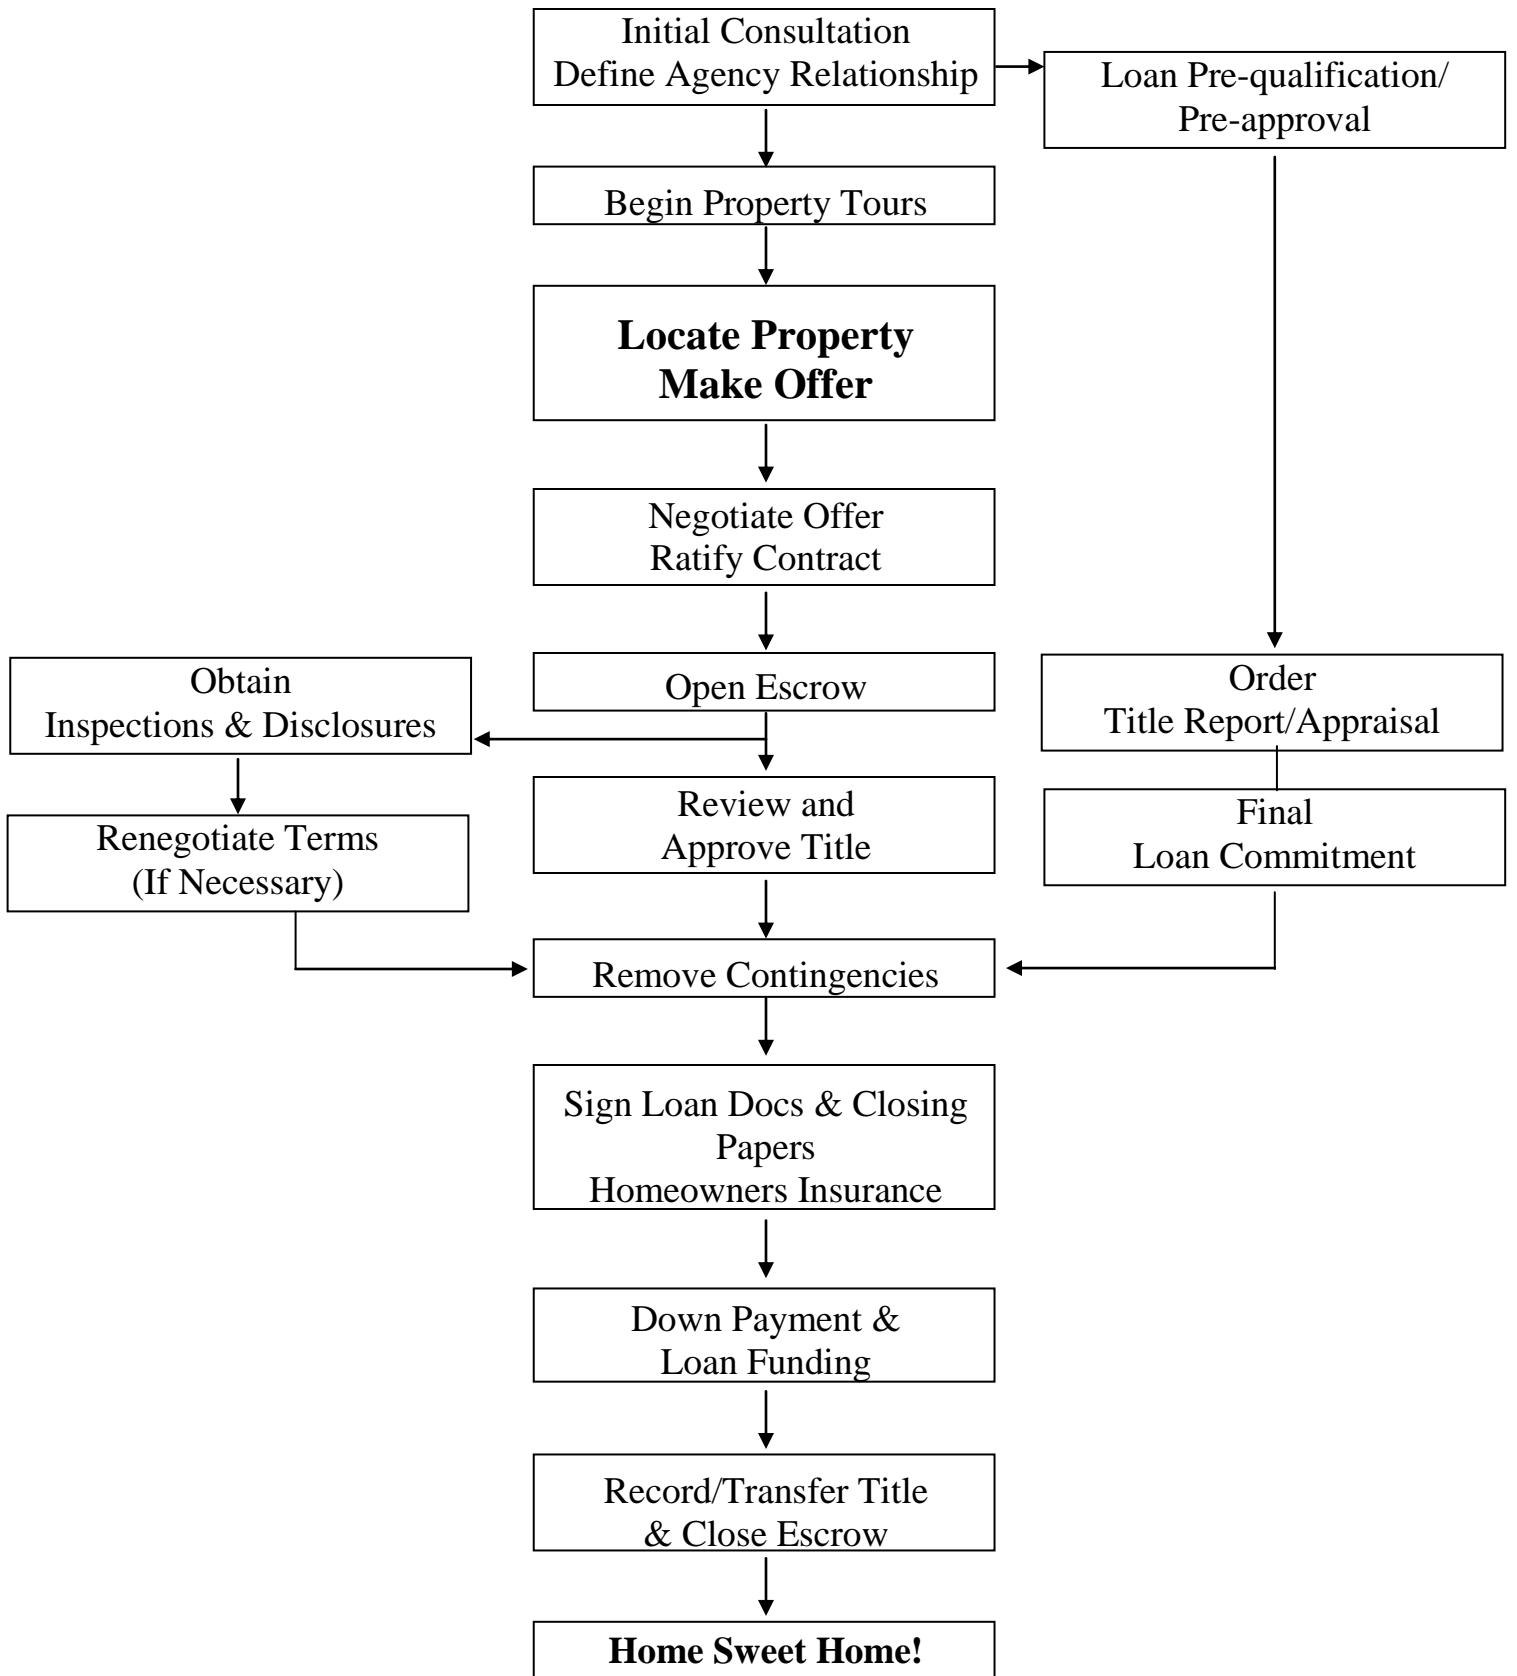 Initial Consultation
Define Agency Relationship
Loan Pre-qualification/
Pre-approval
Begin Property Tours
Locate Property
Make Offer
Negotiate Offer
Ratify Contract
Obtain
Inspections & Disclosures
Open Escrow
Order
Title Report/Appraisal
Renegotiate Terms
(If Necessary)
Review and
Approve Title
Final
Loan Commitment
Remove Contingencies
Sign Loan Docs & Closing
Papers
Homeowners Insurance
Down Payment &
Loan Funding
Record/Transfer Title
& Close Escrow
Home Sweet Home!